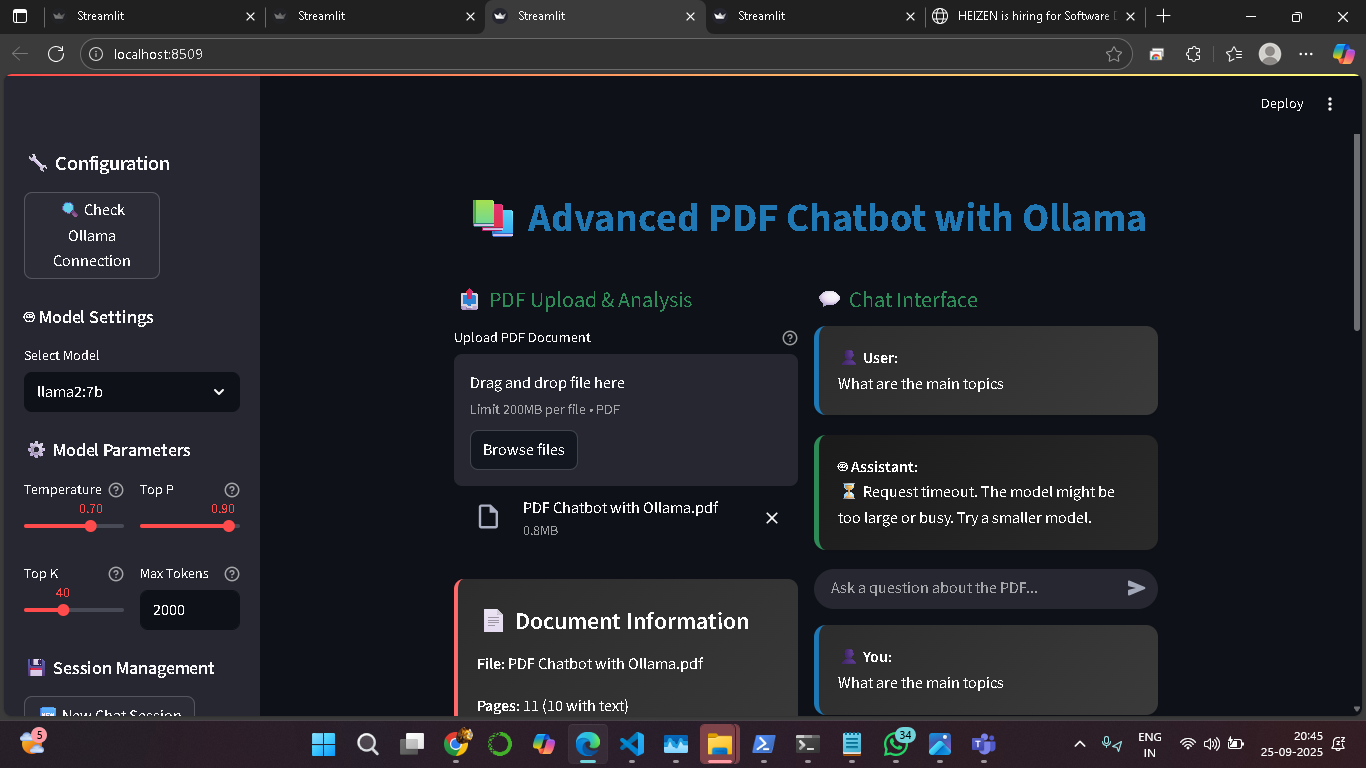 Streamlit
Streamlit
Streamlit
Streamlit
HEIZEN is hiring for Software
localhost:8509
Deploy
Configuration
Check
Ollama
Connection
Model Settings
Select Model
llama2:7b
Model Parameters
Temperature
Top P
0.70
0.90
Top K
Max Tokens
40
2000
Session Management
New Chat Session
Advanced PDF Chatbot with Ollama
PDF Upload & Analysis
Upload PDF Document
Drag and drop file here
Limit 200MB per file • PDF
Browse files
PDF Chatbot with Ollama.pdf
0.8MB
Document Information
File: PDF Chatbot with Ollama.pdf
Pages: 11 (10 with text)
Chat Interface
User:
What are the main topics
Assistant:
Request timeout. The model might be
too large or busy. Try a smaller model.
Ask a question about the PDF...
You:
What are the main topics
5
34
ENG
IN
20:45
25-09-2025